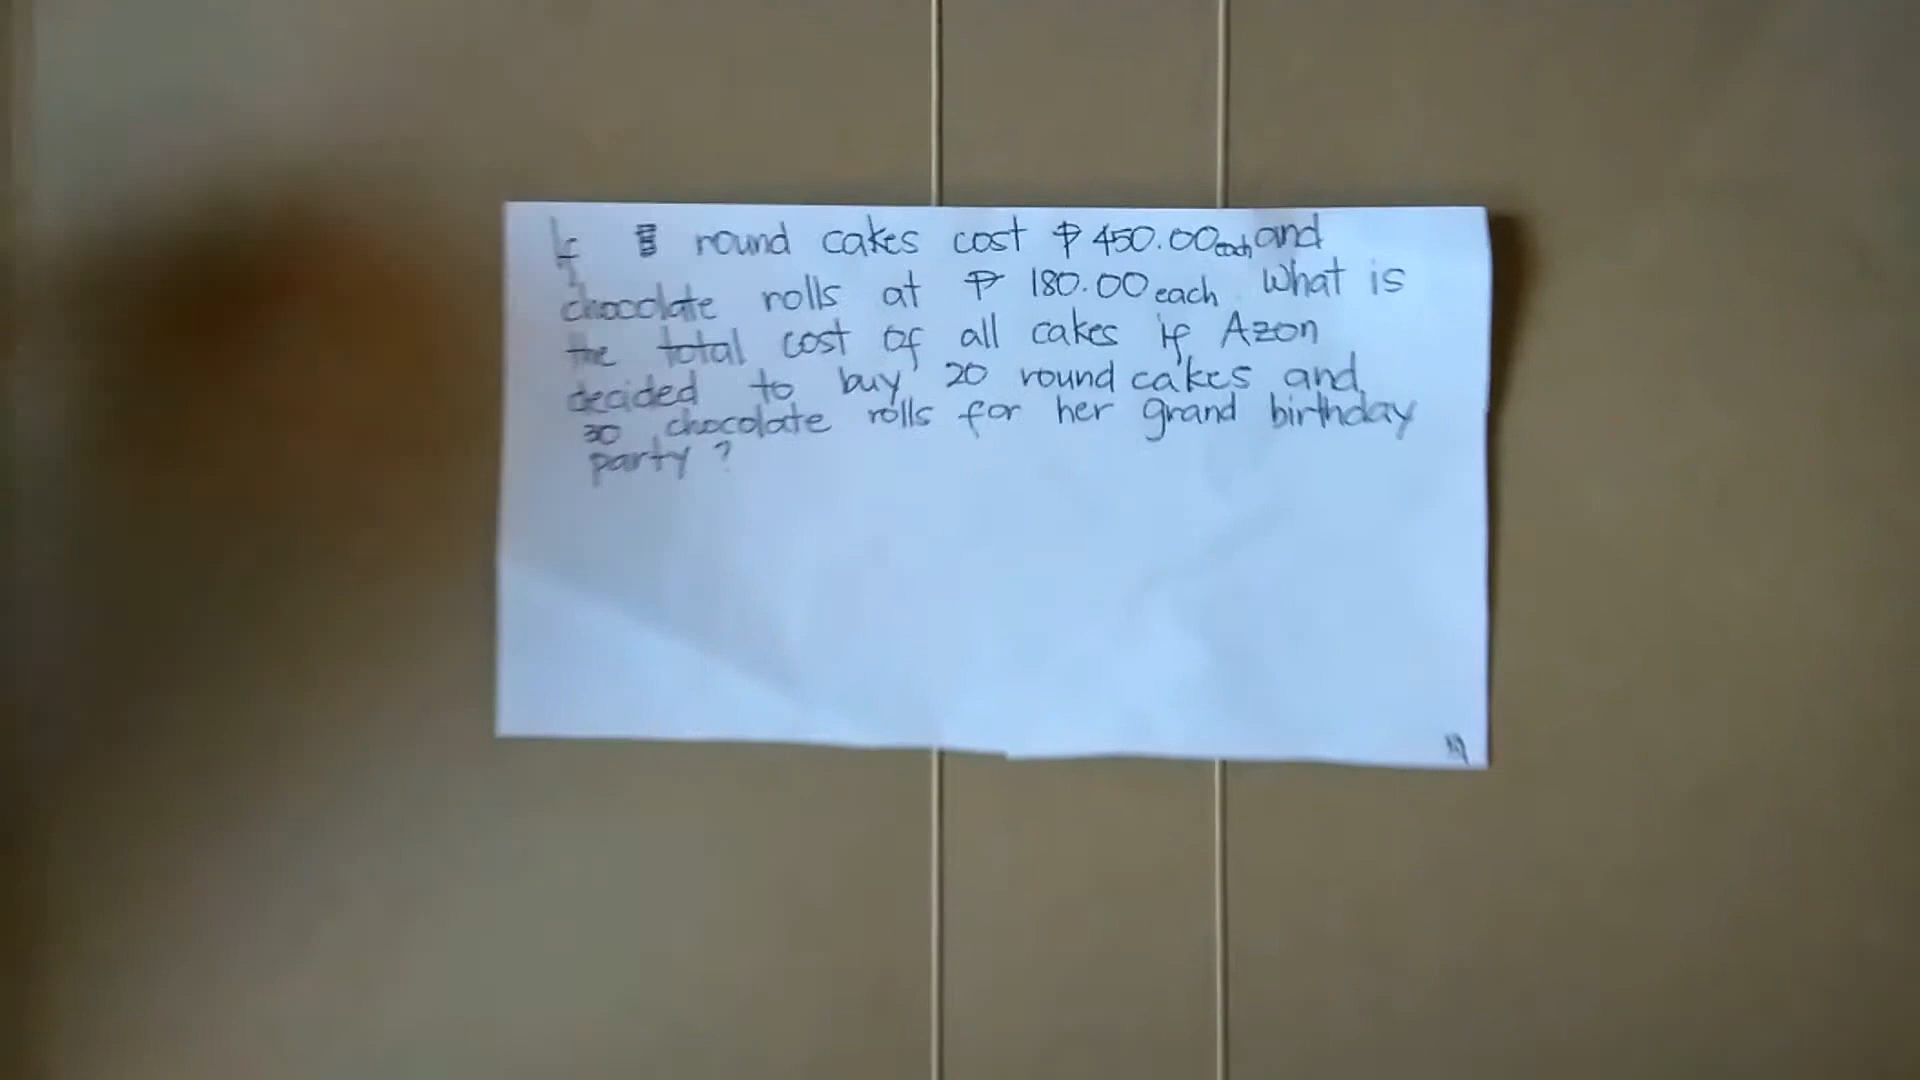 If round cakes cost ₱450.00 each and
chocolate rolls at ₱ 180.00 each. What is
the total cost of all cakes if Azon
decided to buy 20 round cakes and
30 chocolate rolls for her grand birthday
party?